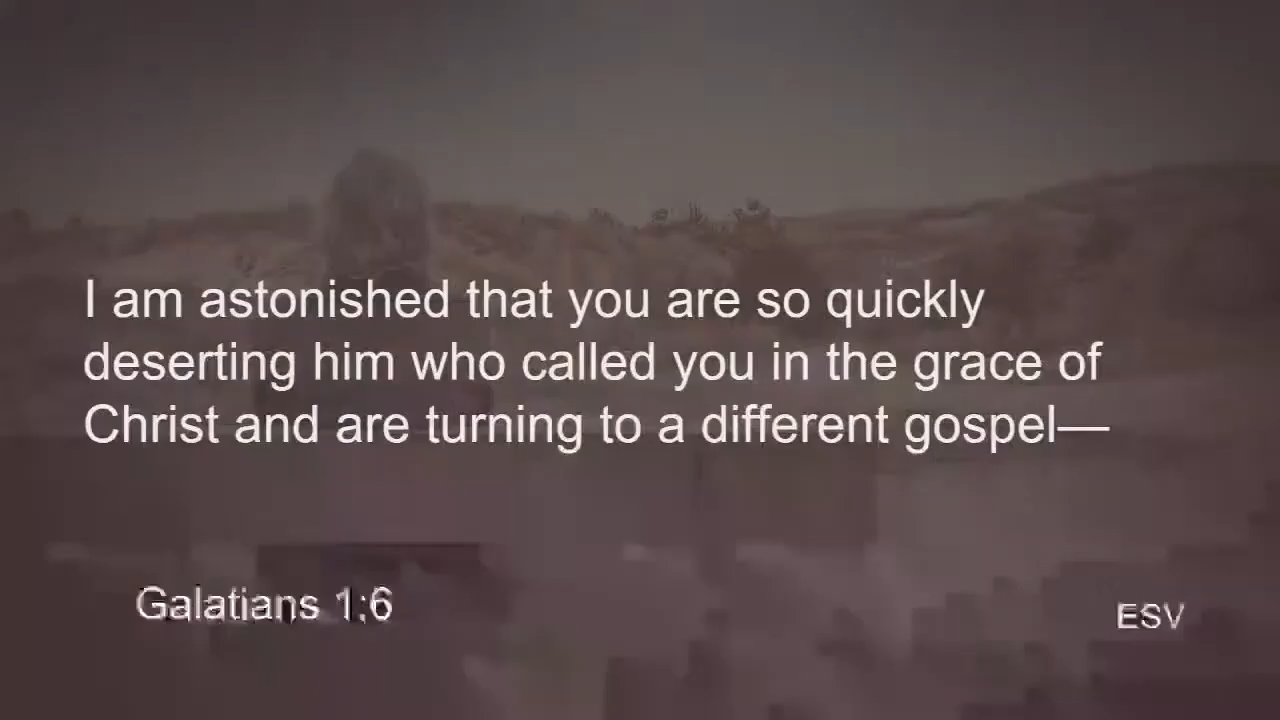 I am astonished that you are so quickly
deserting him who called you in the grace of
Christ and are turning to a different gospel—
Galatians 1:6
ESV